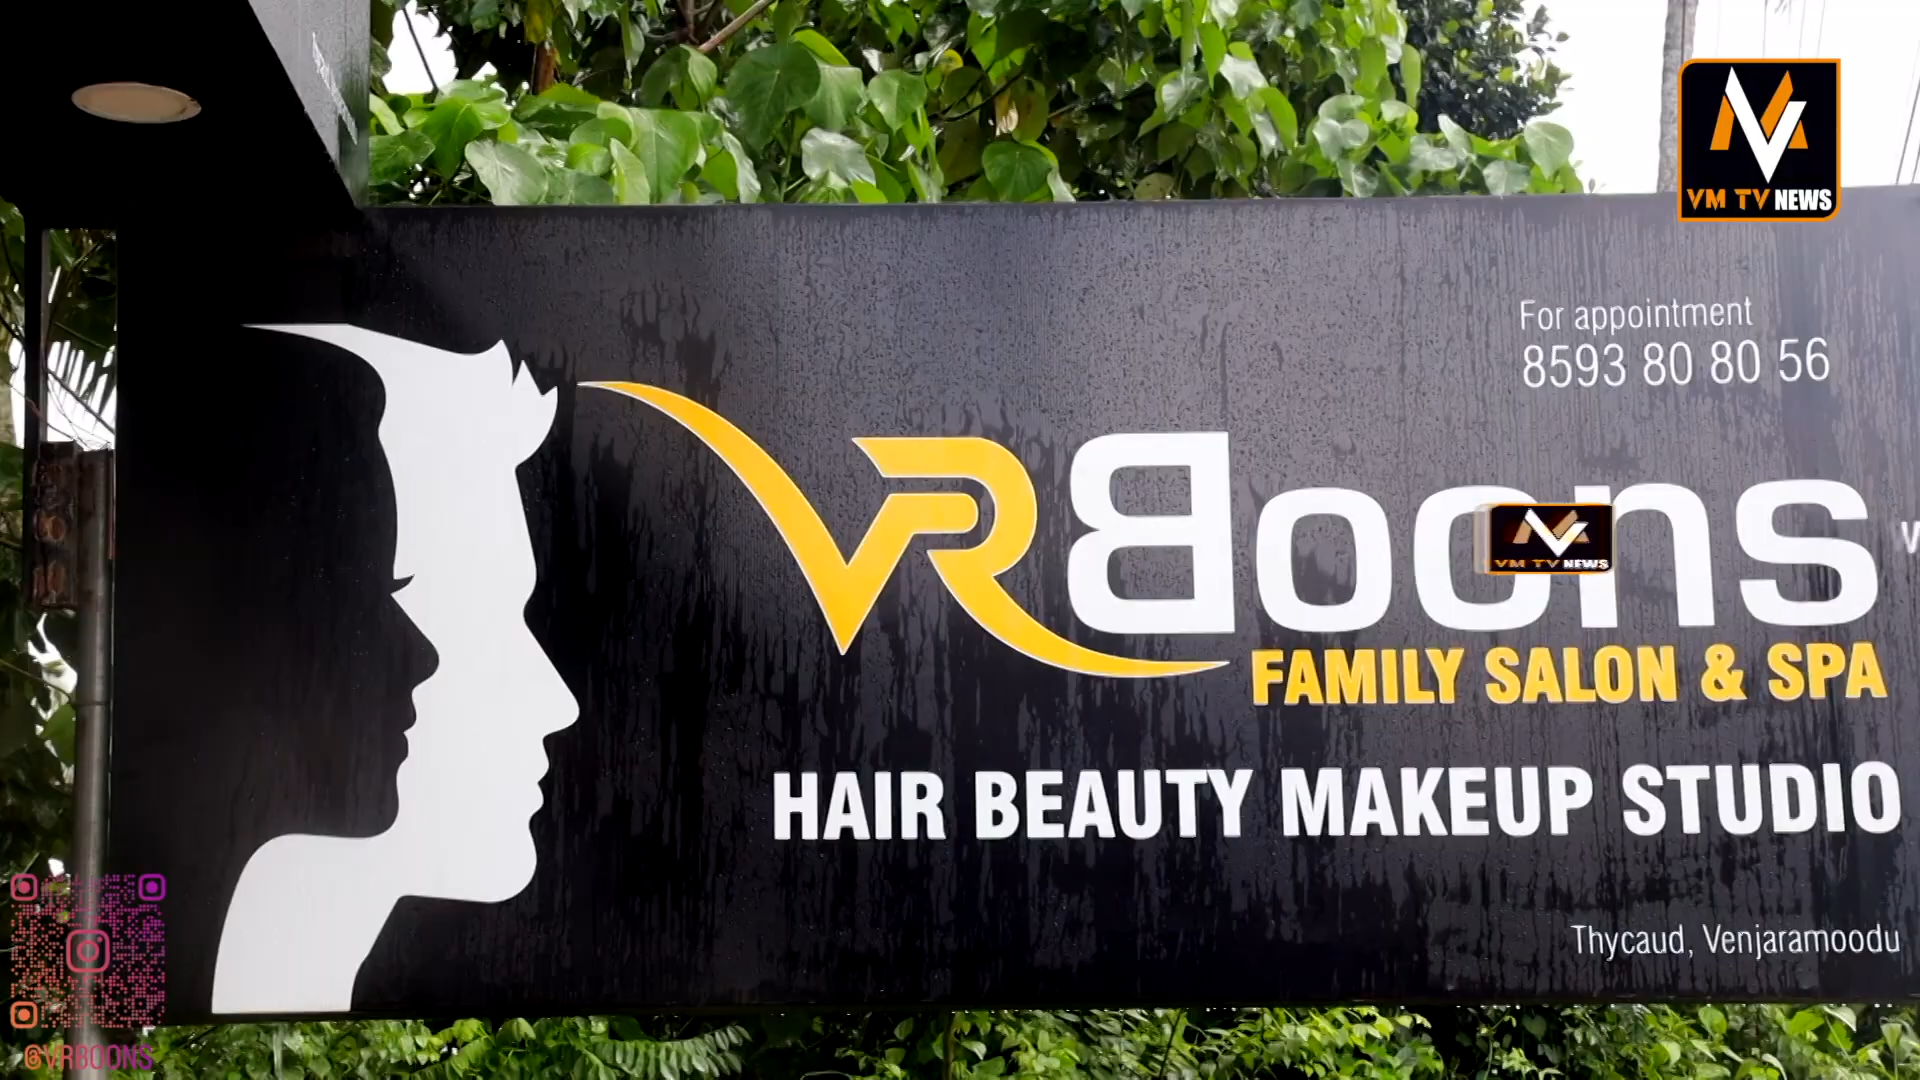 VM TV NEWS
For appointment
8593 80 80 56
VRBoons
VM TV NEWS
FAMILY SALON & SPA
HAIR BEAUTY MAKEUP STUDIO
Thycaud, Venjaramoodu
@VRBOONS